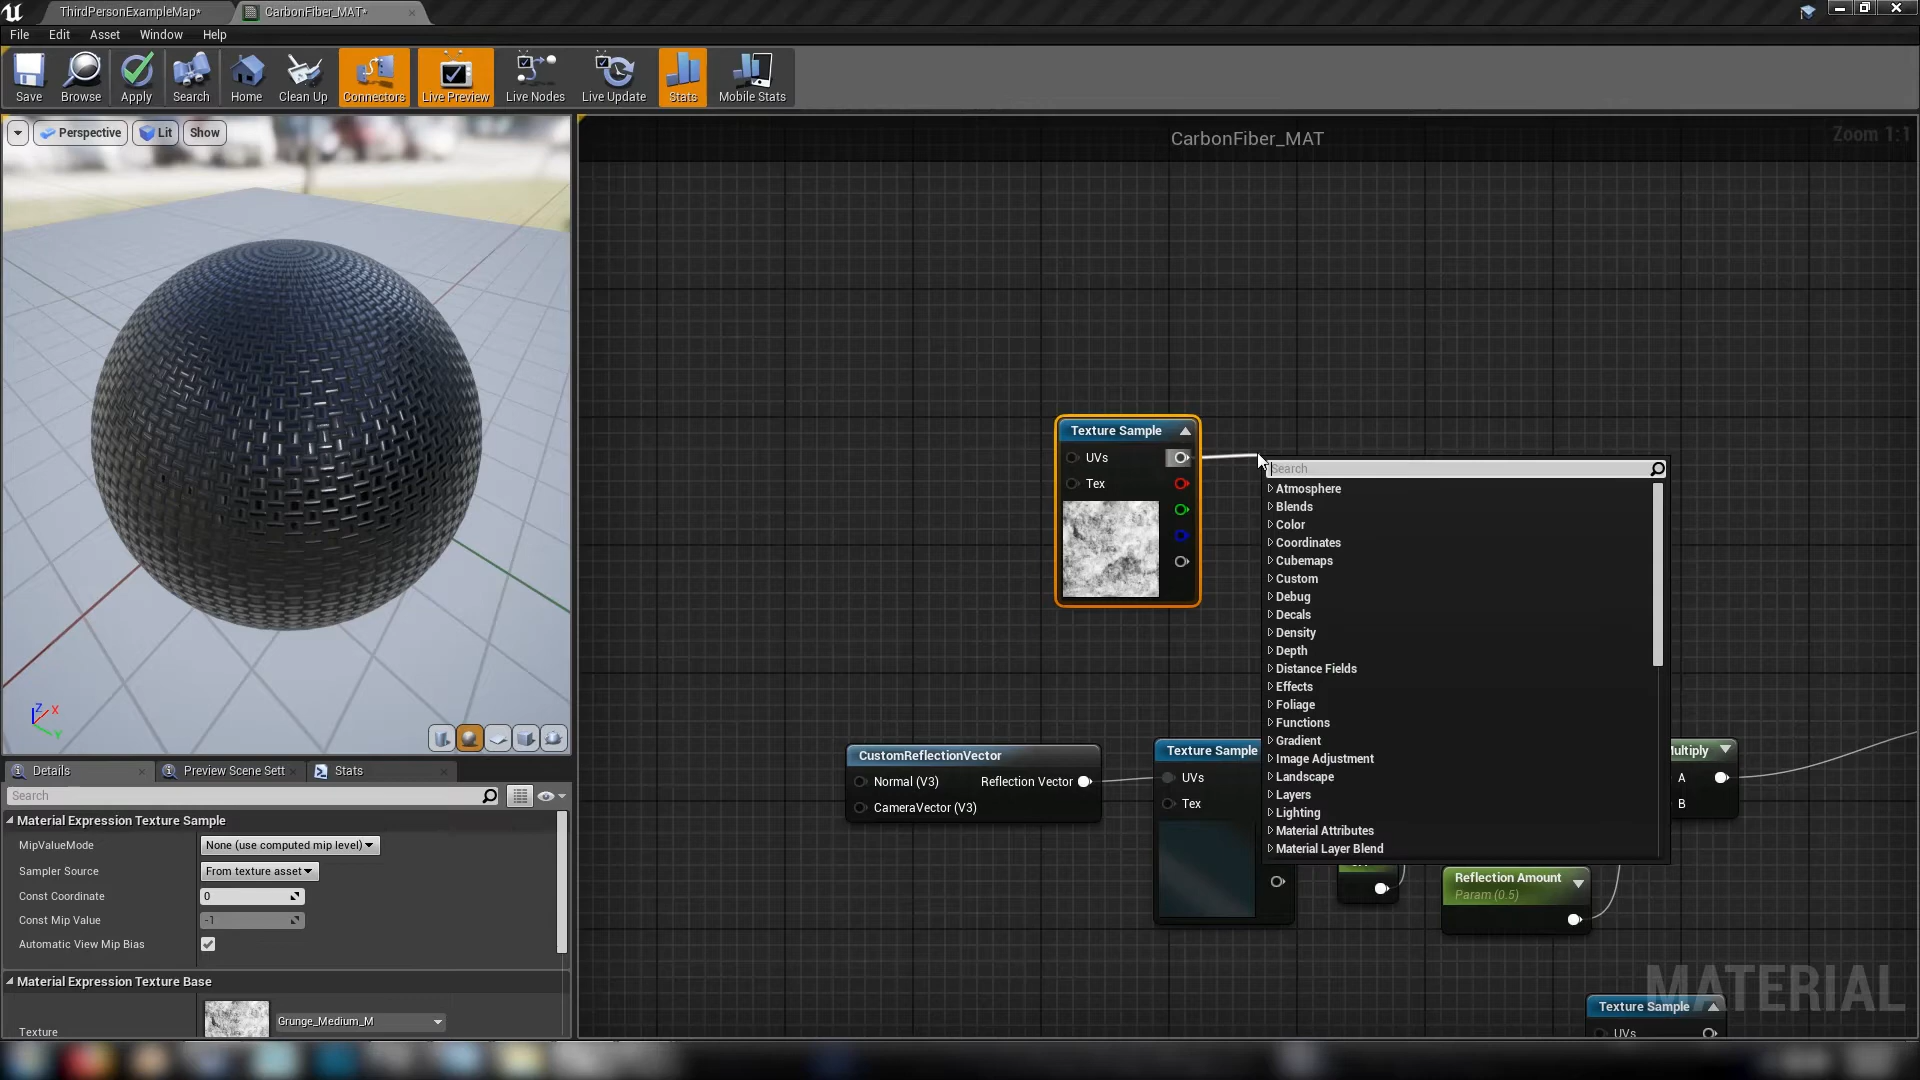 ThirdPersonExampleMap*
CarbonFiber_MAT*
File
Edit
Asset
Window
Help
Save
Browse
Apply
Search
Home
Clean Up
Connectors
Live Preview
Live Nodes
Live Update
Stats
Mobile Stats
Perspective
Lit
Show
CarbonFiber_MAT
Zoom 1:1
Texture Sample
UVs
Tex
Search
Atmosphere
Blends
Color
Coordinates
Cubemaps
Custom
Debug
Decals
Density
Depth
Distance Fields
Effects
Foliage
Functions
Gradient
Image Adjustment
Landscape
Layers
Lighting
Material Attributes
Material Layer Blend
CustomReflectionVector
Normal (V3)
Reflection Vector
CameraVector (V3)
Texture Sample
UVs
Tex
Multiply
A
B
Reflection Amount
Param (0.5)
Texture Sample
UVs
MATERIAL
Z
X
Y
Details
Preview Scene Sett
Stats
Search
Material Expression Texture Sample
MipValueMode
None (use computed mip level)
Sampler Source
From texture asset
Const Coordinate
0
Const Mip Value
-1
Automatic View Mip Bias
Material Expression Texture Base
Texture
Grunge_Medium_M